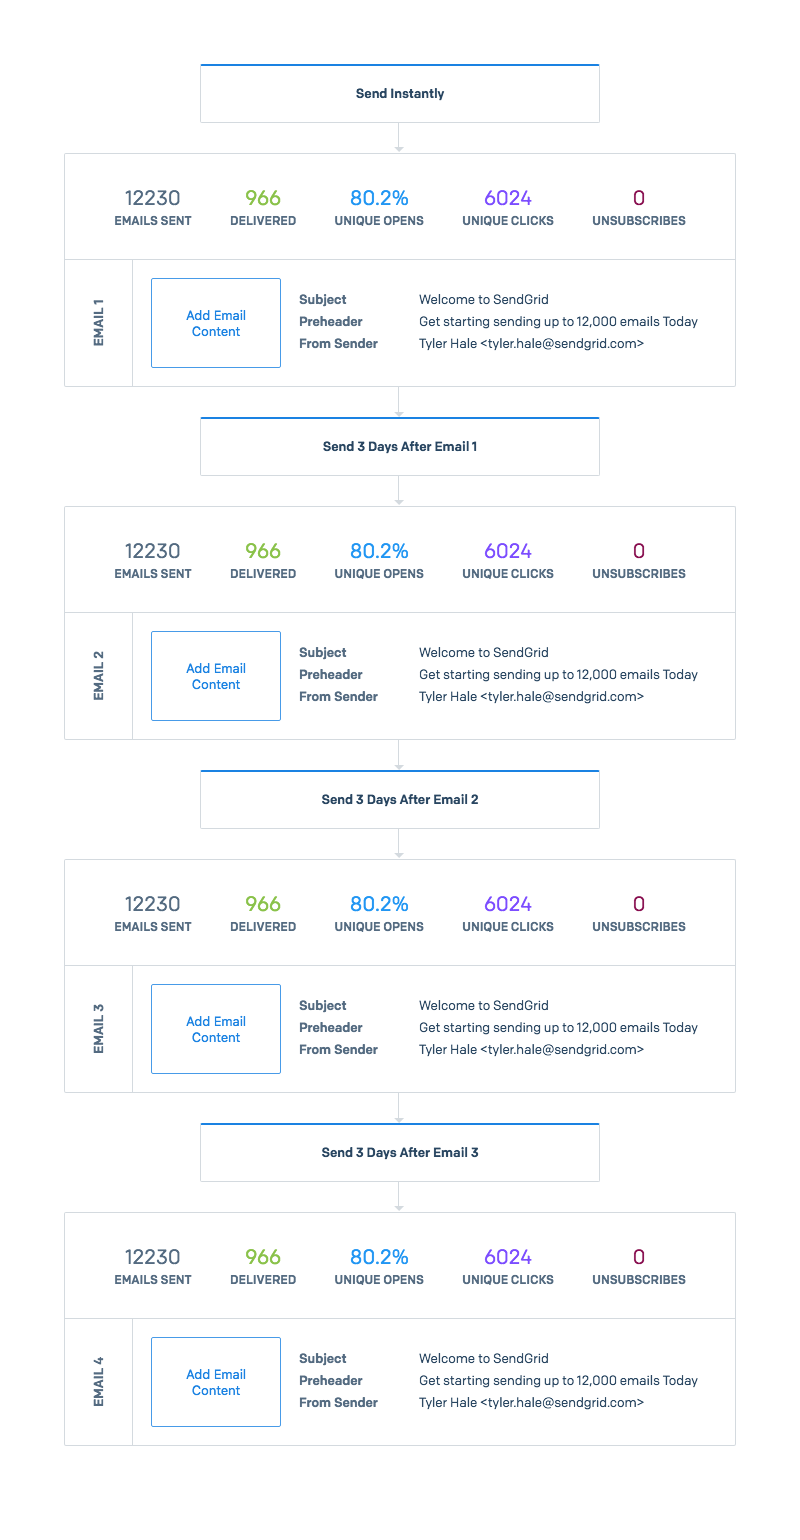 Send Instantly
12230 966 80.2% 6024 0
EMAILS SENT DELIVERED UNIQUE OPENS UNIQUE CLICKS UNSUBSCRIBES
EMAIL 1
Add Email
Content
Subject Welcome to SendGrid
Preheader Get starting sending up to 12,000 emails Today
From Sender Tyler Hale <tyler.hale@sendgrid.com>
Send 3 Days After Email 1
12230 966 80.2% 6024 0
EMAILS SENT DELIVERED UNIQUE OPENS UNIQUE CLICKS UNSUBSCRIBES
EMAIL 2
Add Email
Content
Subject Welcome to SendGrid
Preheader Get starting sending up to 12,000 emails Today
From Sender Tyler Hale <tyler.hale@sendgrid.com>
Send 3 Days After Email 2
12230 966 80.2% 6024 0
EMAILS SENT DELIVERED UNIQUE OPENS UNIQUE CLICKS UNSUBSCRIBES
EMAIL 3
Add Email
Content
Subject Welcome to SendGrid
Preheader Get starting sending up to 12,000 emails Today
From Sender Tyler Hale <tyler.hale@sendgrid.com>
Send 3 Days After Email 3
12230 966 80.2% 6024 0
EMAILS SENT DELIVERED UNIQUE OPENS UNIQUE CLICKS UNSUBSCRIBES
EMAIL 4
Add Email
Content
Subject Welcome to SendGrid
Preheader Get starting sending up to 12,000 emails Today
From Sender Tyler Hale <tyler.hale@sendgrid.com>